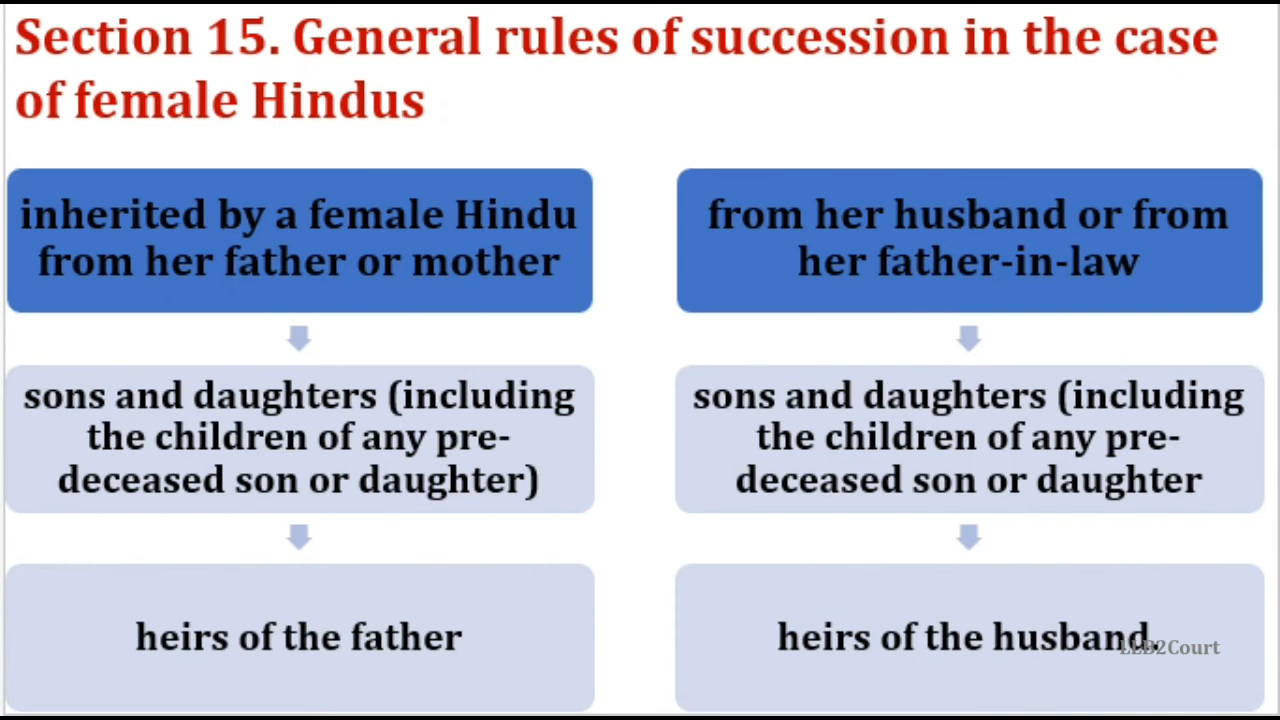 Section 15. General rules of succession in the case
of female Hindus
inherited by a female Hindu
from her father or mother
sons and daughters (including
the children of any pre-
deceased son or daughter)
heirs of the father
from her husband or from
her father-in-law
sons and daughters (including
the children of any pre-
deceased son or daughter
heirs of the husband.
LLB2Court